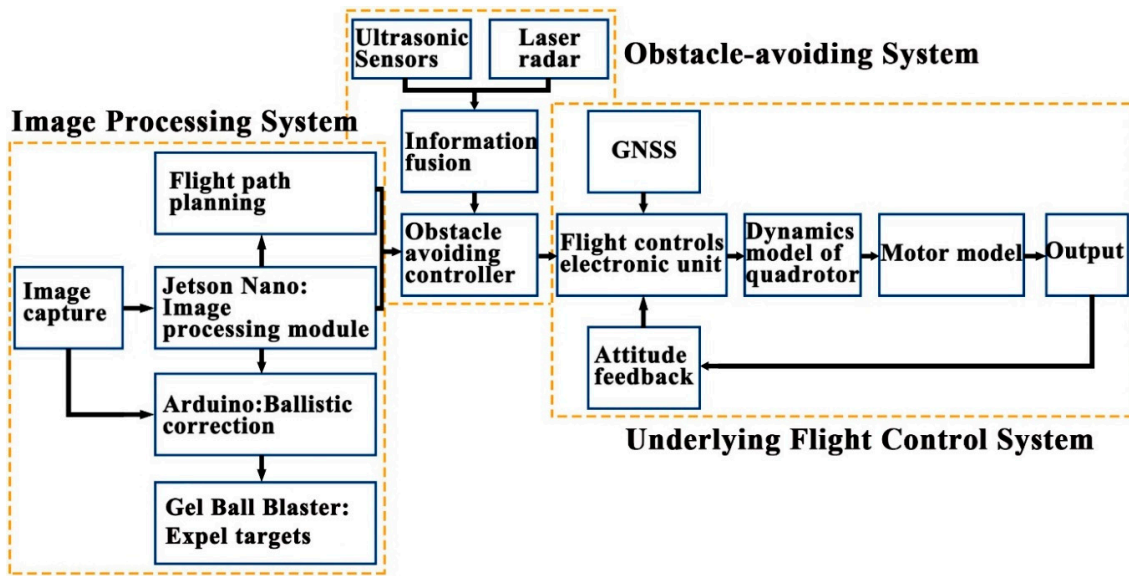 Ultrasonic
Sensors
Laser
radar
Obstacle-avoiding System
Image Processing System
Information
fusion
GNSS
Flight path
planning
Obstacle
avoiding
controller
Flight controls
electronic unit
Dynamics
model of
quadrotor
Motor model
Output
Image
capture
Jetson Nano:
Image
processing module
Attitude
feedback
Arduino:Ballistic
correction
Underlying Flight Control System
Gel Ball Blaster:
Expel targets